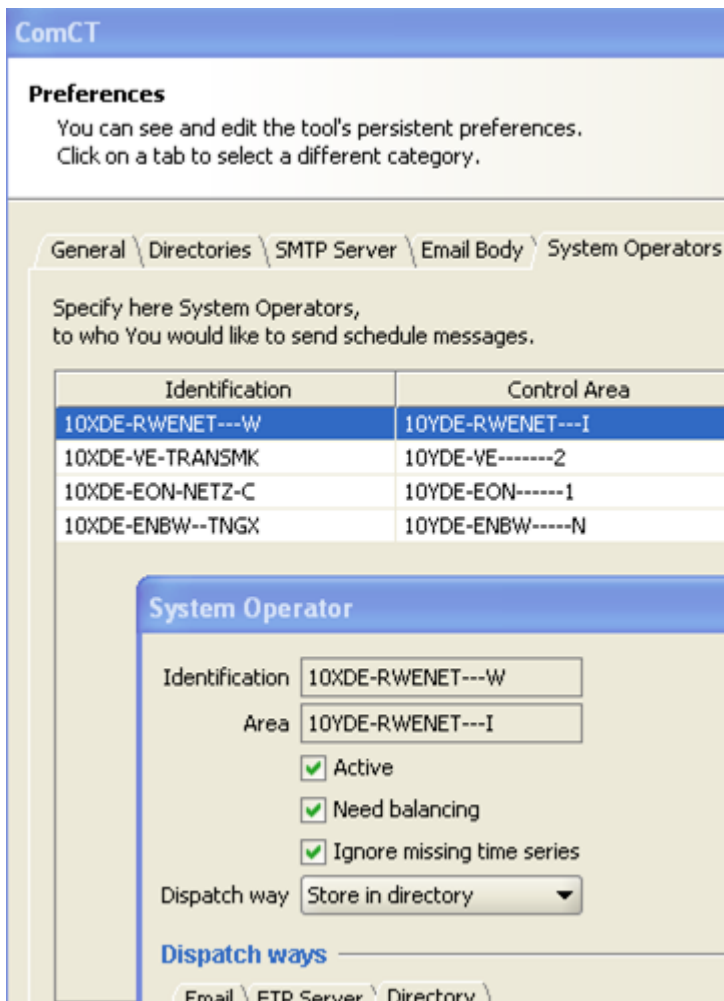 ComCT
Preferences
You can see and edit the tool's persistent preferences.
Click on a tab to select a different category.
General Directories SMTP Server Email Body System Operators
Specify here System Operators,
to who You would like to send schedule messages.
Identification Control Area
10XDE-RWENET---W 10YDE-RWENET---I
10XDE-VE-TRANSMK 10YDE-VE-------2
10XDE-EON-NETZ-C 10YDE-EON------1
10XDE-ENBW--TNGX 10YDE-ENBW-----N
System Operator
Identification 10XDE-RWENET---W
Area 10YDE-RWENET---I
Active
Need balancing
Ignore missing time series
Dispatch way Store in directory
Dispatch ways
Email FTP Server Directory